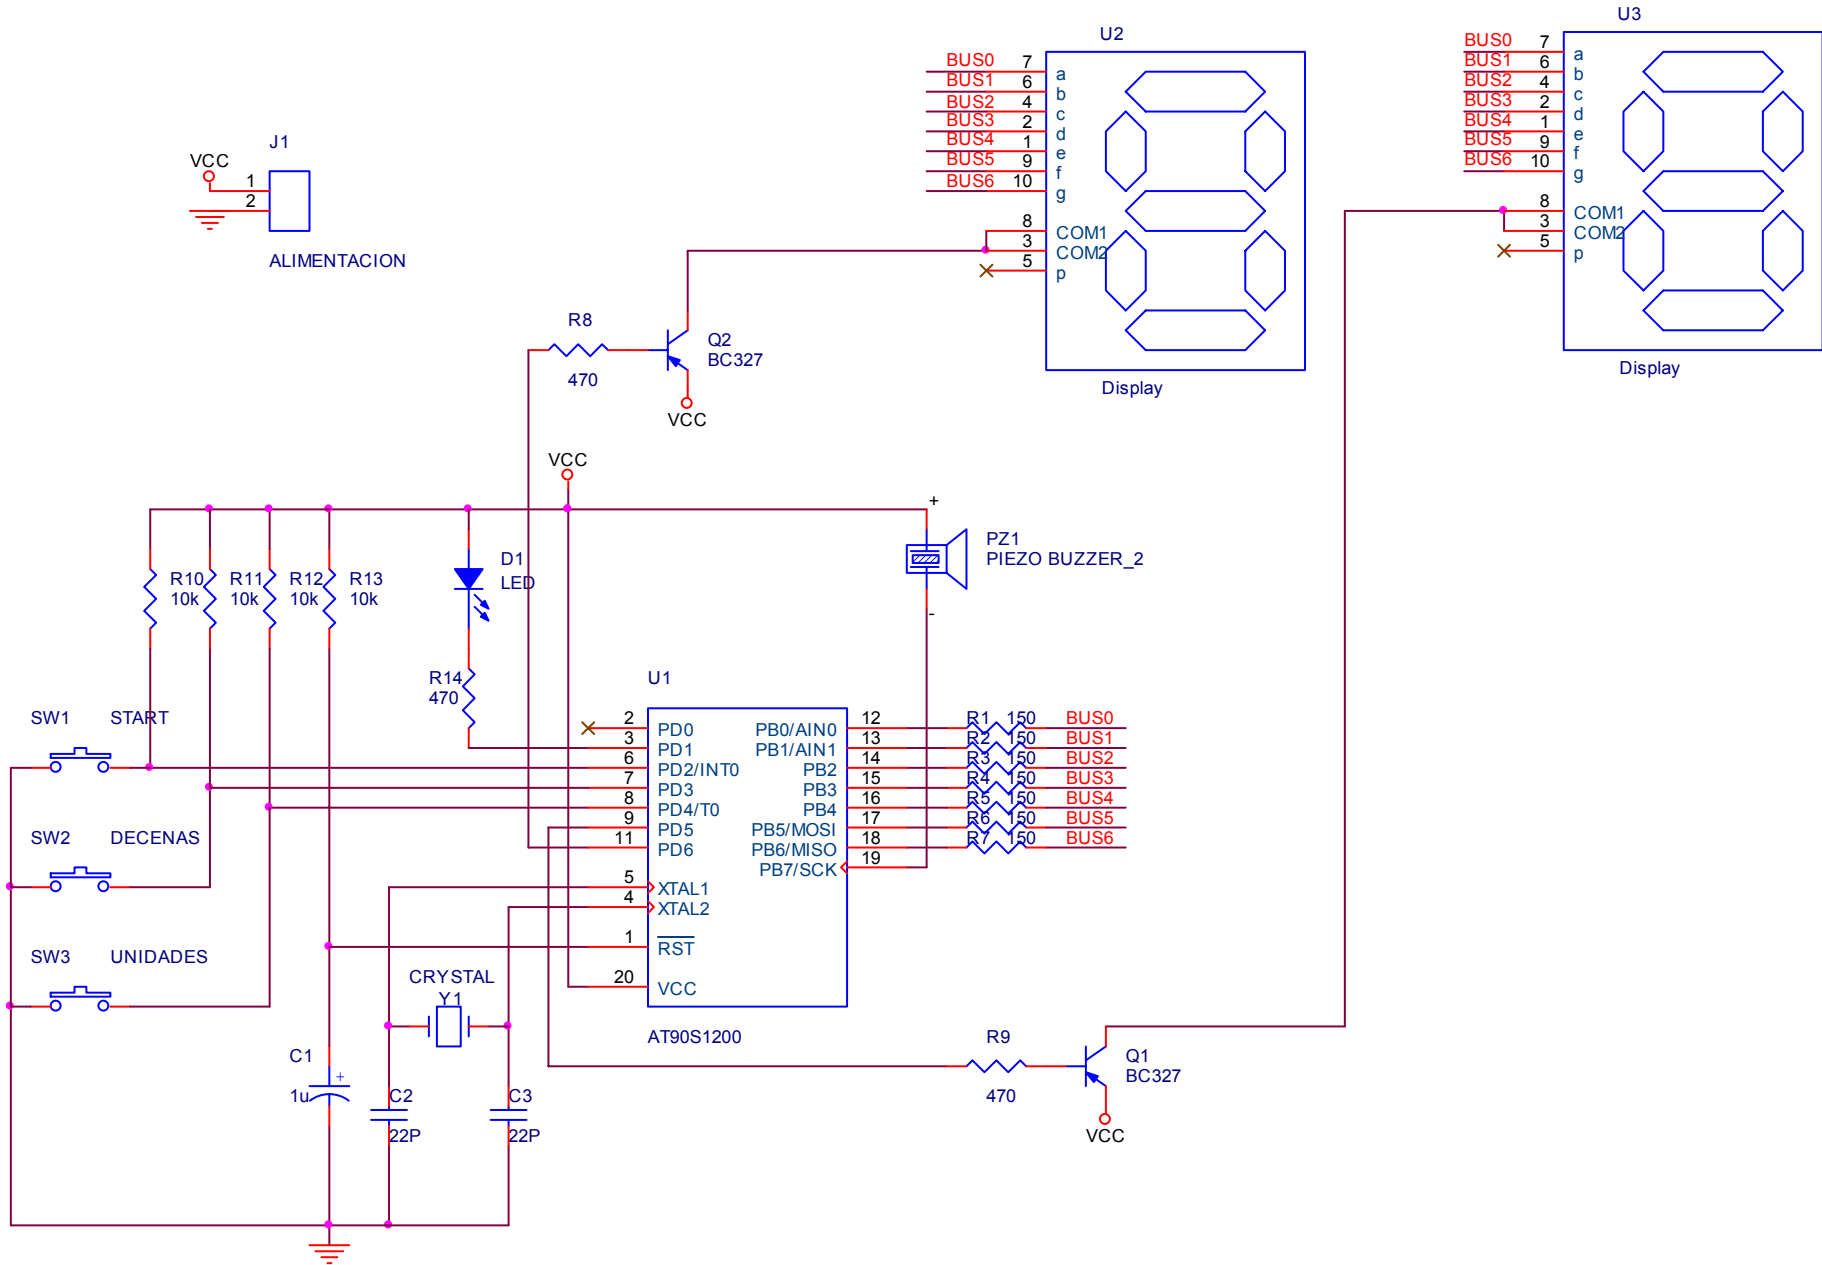 U3
U2
BUS0 7 a
BUS1 6 b
BUS2 4 c
BUS3 2 d
BUS4 1 e
BUS5 9 f
BUS6 10 g
8 COM1
3 COM2
5 p
Display
BUS0 7 a
BUS1 6 b
BUS2 4 c
BUS3 2 d
BUS4 1 e
BUS5 9 f
BUS6 10 g
8 COM1
3 COM2
5 p
Display
J1
VCC
1
2
ALIMENTACION
R8
470
Q2
BC327
VCC
VCC
+
PZ1
PIEZO BUZZER_2
-
D1
LED
R10
10k
R11
10k
R12
10k
R13
10k
R14
470
U1
SW1 START
SW2 DECENAS
SW3 UNIDADES
2 PD0
3 PD1
6 PD2/INT0
7 PD3
8 PD4/T0
9 PD5
11 PD6
5 XTAL1
4 XTAL2
1 RST
20 VCC
PB0/AIN0 12 R1 150 BUS0
PB1/AIN1 13 R2 150 BUS1
PB2 14 R3 150 BUS2
PB3 15 R4 150 BUS3
PB4 16 R5 150 BUS4
PB5/MOSI 17 R6 150 BUS5
PB6/MISO 18 R7 150 BUS6
PB7/SCK 19
AT90S1200
CRYSTAL
Y1
C1
+
1u
C2
22P
C3
22P
R9
470
Q1
BC327
VCC